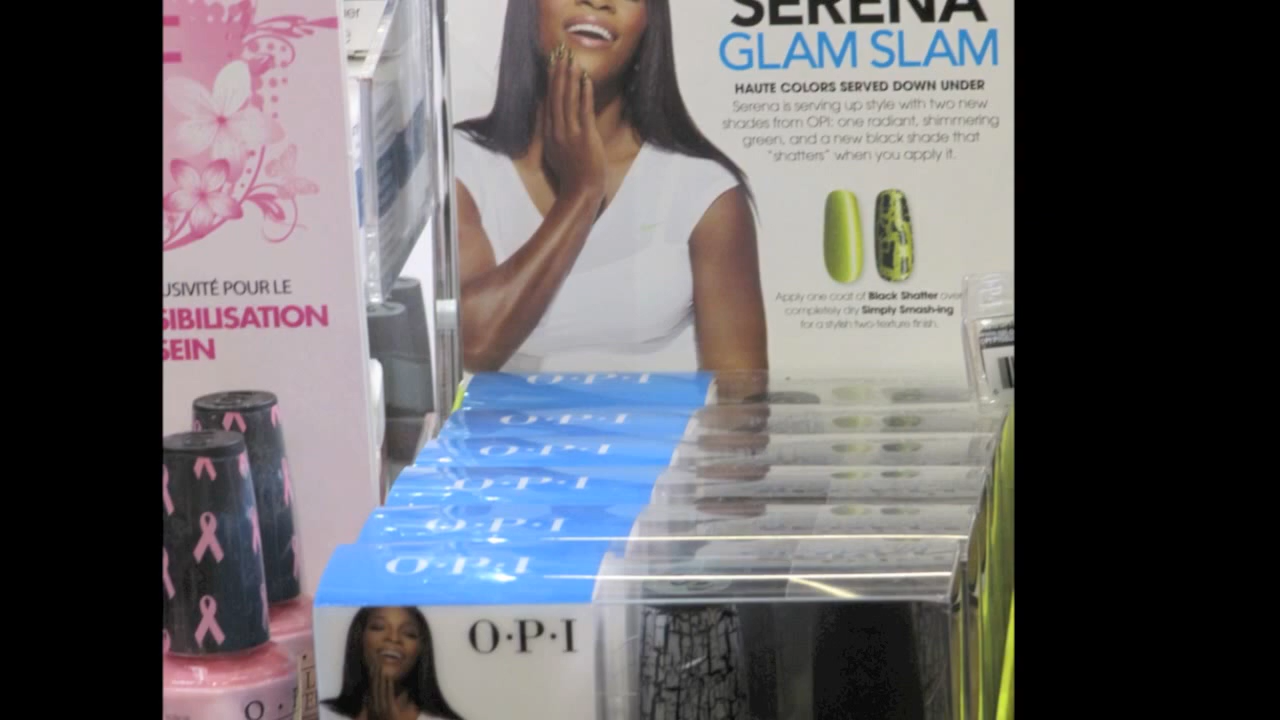 SERENA
GLAM SLAM
HAUTE COLORS SERVED DOWN UNDER
Serena is serving up style with two new
shades from OPI: one radiant, shimmering
green, and a new black shade that
"shatters" when you apply it.
Apply one coat of Black Shatter over
completely dry Simply Smash-ing
for a stylish two-texture finish.
USIVITÉ POUR LE
SIBILISATION
SEIN
O·P·I
O·P·I
O·P·I
O·P·I
O·P·I
O·P·I
O·P·I